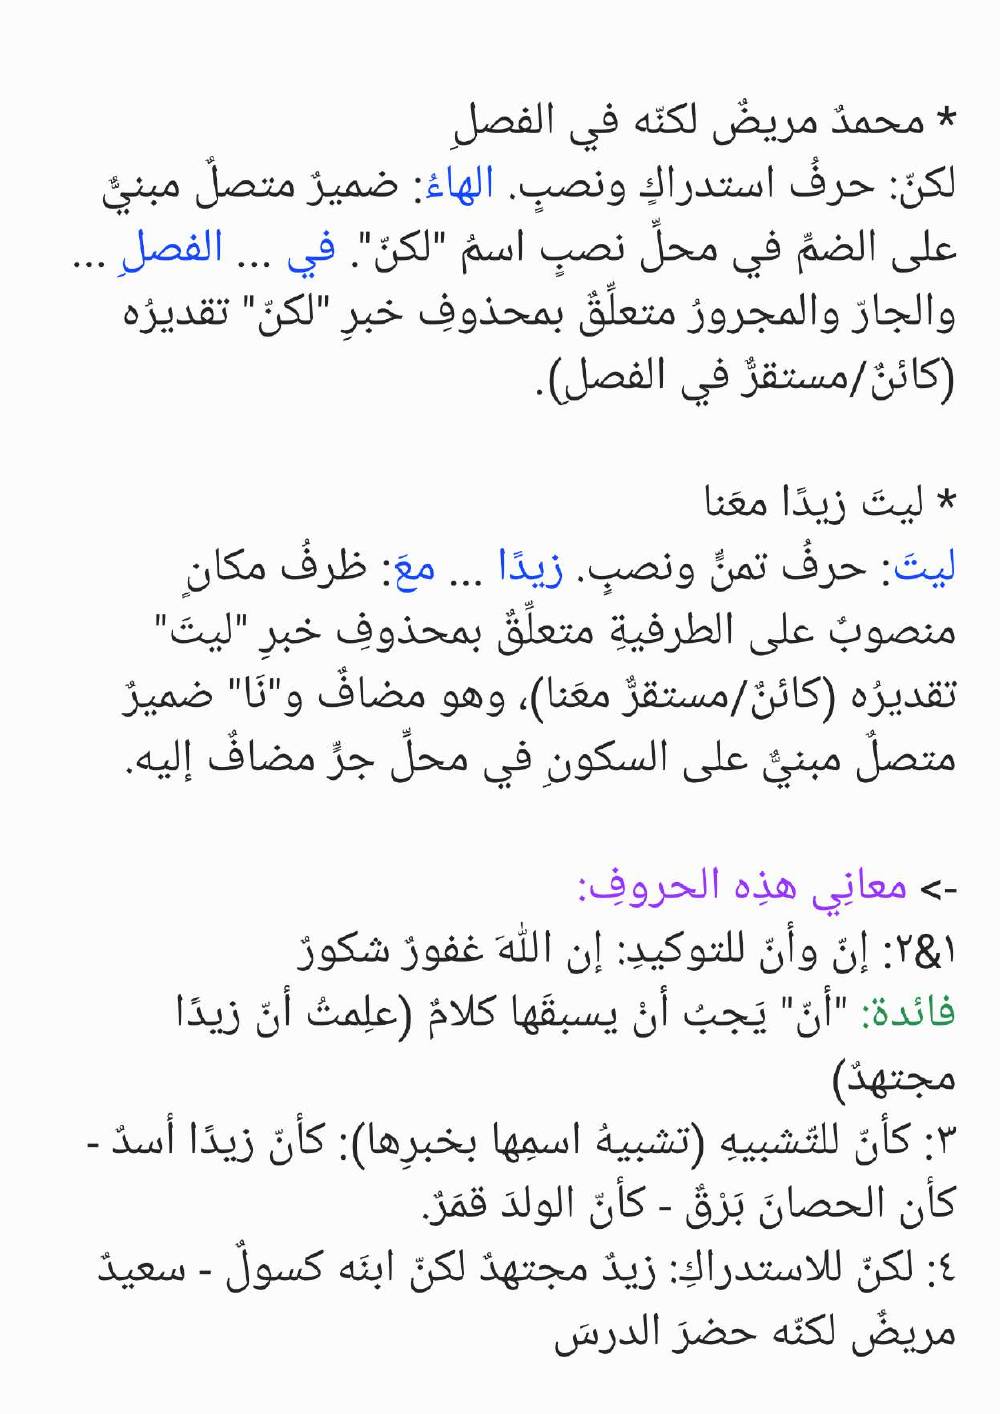 * محمدٌ مريضٌ لكنّه في الفصلِ
لكنّ: حرفُ استدراكٍ ونصبٍ. الهاءُ: ضميرٌ متصلٌ مبنيٌّ
على الضمِّ في محلِّ نصبٍ اسمُ "لكنّ". في ... الفصلِ ...
والجارّ والمجرورُ متعلِّقٌ بمحذوفِ خبرِ "لكنّ" تقديرُه
(كائنٌ/مستقرٌّ في الفصلِ).
* ليتَ زيدًا معَنا
ليتَ: حرفُ تمنٍّ ونصبٍ. زيدًا ... معَ: ظرفُ مكانٍ
منصوبٌ على الطرفيةِ متعلِّقٌ بمحذوفِ خبرِ "ليتَ"
تقديرُه (كائنٌ/مستقرٌّ معَنا)، وهو مضافٌ و"نَا" ضميرٌ
متصلٌ مبنيٌّ على السكونِ في محلِّ جرٍّ مضافٌ إليه.
-> معانِي هذِه الحروفِ:
١&٢: إنّ وأنّ للتوكيدِ: إن اللّٰهَ غفورٌ شكورٌ
فائدة: "أنّ" يَجبُ أنْ يسبقَها كلامٌ (علِمتُ أنّ زيدًا
مجتهدٌ)
٣: كأنّ للتّشبيهِ (تشبيهُ اسمِها بخبرِها): كأنّ زيدًا أسدٌ -
كأن الحصانَ بَرْقٌ - كأنّ الولدَ قمَرٌ.
٤: لكنّ للاستدراكِ: زيدٌ مجتهدٌ لكنّ ابنَه كسولٌ - سعيدٌ
مريضٌ لكنّه حضرَ الدرسَ